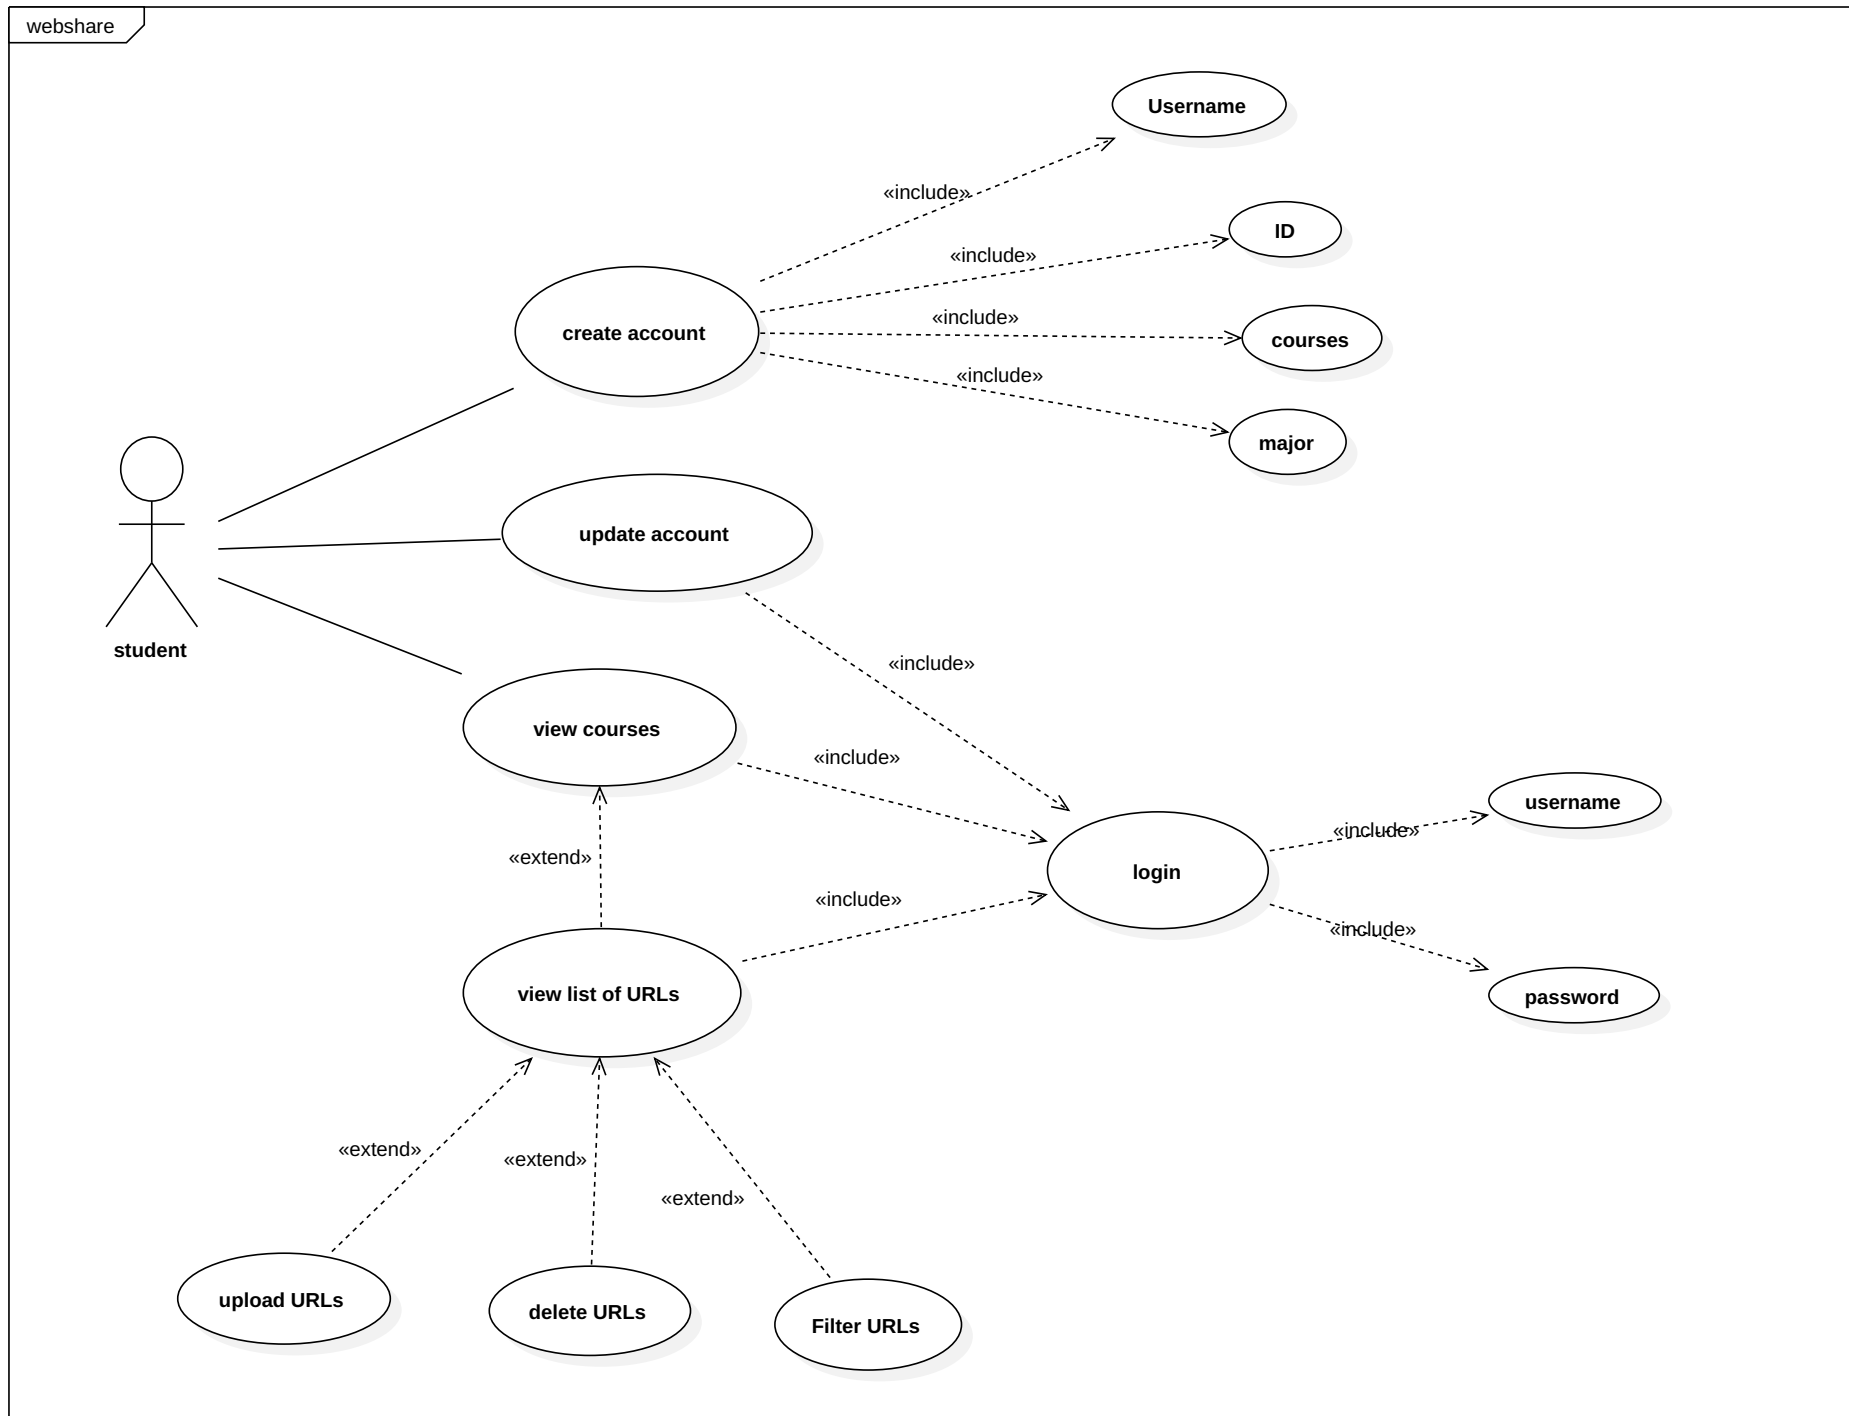 webshare
Username
«include»
ID
«include»
«include»
create account
courses
«include»
major
update account
student
«include»
view courses
«include»
username
«include»
«extend»
login
«include»
«include»
view list of URLs
password
«extend»
«extend»
«extend»
upload URLs
delete URLs
Filter URLs